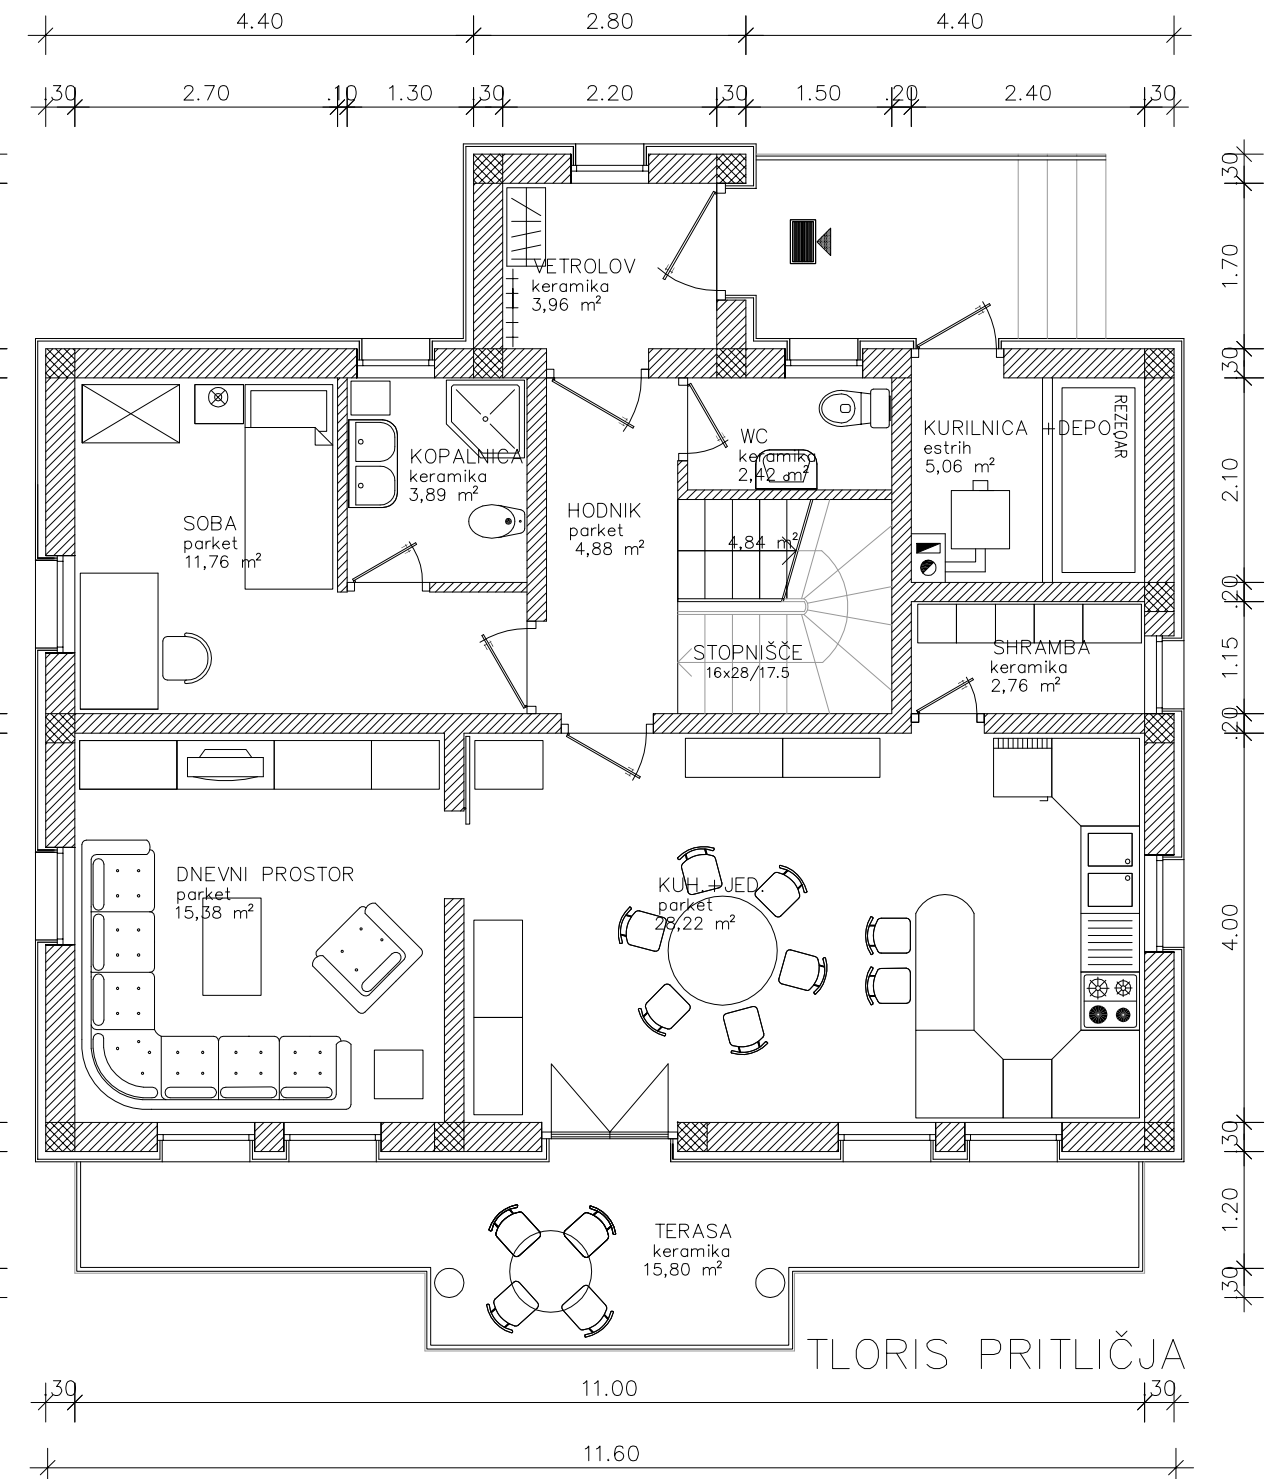 4.40 2.80 4.40
.30 2.70 .10 1.30 .30 2.20 .30 1.50 .20 2.40 .30
VETROLOV
keramika
3,96 m²
.30
1.70
.30
2.10
.20
1.15
.20
4.00
.30
1.20
.30
SOBA
parket
11,76 m²
KOPALNICA
keramika
3,89 m²
HODNIK
parket
4,88 m²
WC
keramika
2,42 m²
4,84 m²
STOPNIŠČE
16x28/17.5
KURILNICA +DEPO
estrih
5,06 m²
SHRAMBA
keramika
2,76 m²
DNEVNI PROSTOR
parket
15,38 m²
KUH.+JED.
parket
28,22 m²
TERASA
keramika
15,80 m²
TLORIS PRITLIČJA
.30 11.00 .30
11.60